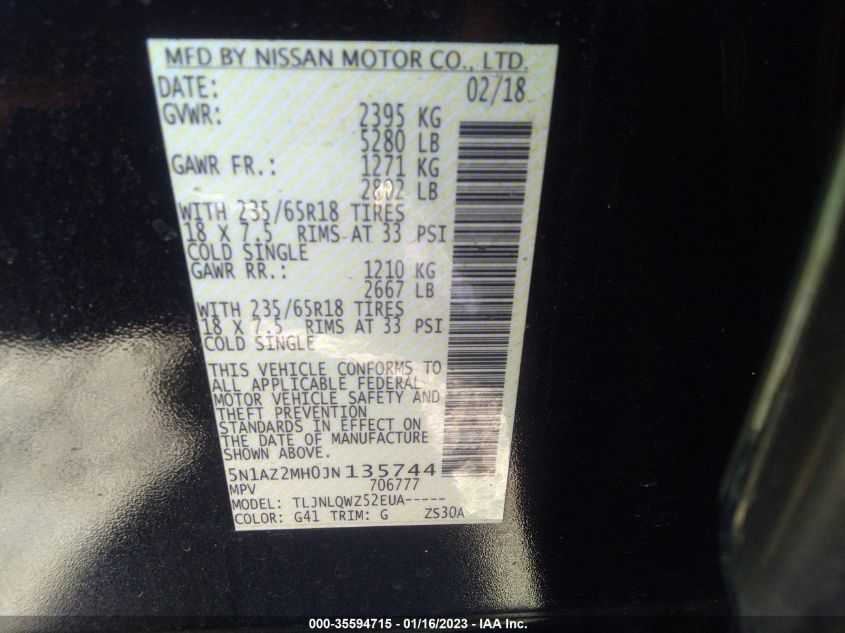 MFD BY NISSAN MOTOR CO., LTD.
DATE: 02/18
GVWR: 2395 KG
5280 LB
GAWR FR.: 1271 KG
2802 LB
WITH 235/65R18 TIRES
18 X 7.5 RIMS AT 33 PSI
COLD SINGLE
GAWR RR.: 1210 KG
2667 LB
WITH 235/65R18 TIRES
18 X 7.5 RIMS AT 33 PSI
COLD SINGLE
THIS VEHICLE CONFORMS TO
ALL APPLICABLE FEDERAL
MOTOR VEHICLE SAFETY AND
THEFT PREVENTION
STANDARDS IN EFFECT ON
THE DATE OF MANUFACTURE
SHOWN ABOVE.
5N1AZ2MH0JN135744
MPV 706777
MODEL: TLJNLQWZ52EUA-----
COLOR: G41 TRIM: G ZS30A
000-35594715 - 01/16/2023 - IAA Inc.